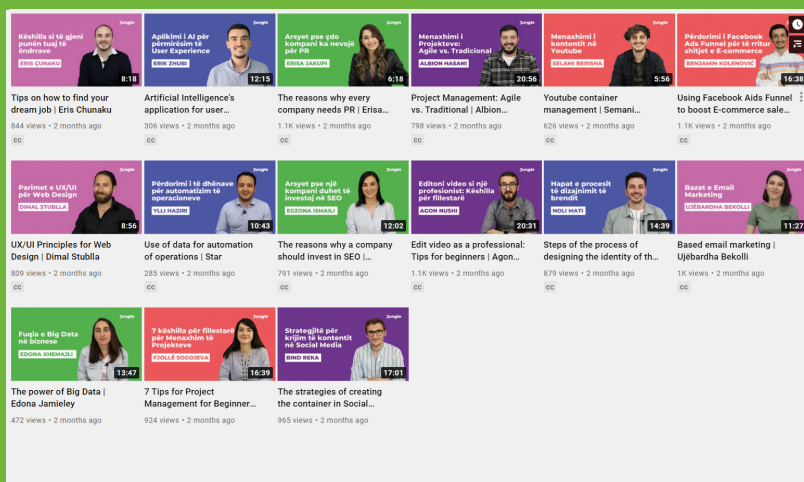 Jungle
Këshilla si të gjeni
punën tuaj të
ëndrrave
ERIS ÇUNAKU
8:18
Tips on how to find your
dream job | Eris Chunaku
844 views • 2 months ago
CC
Jungle
Aplikimi i AI për
përmirësim të
User Experience
ERIK ZHUBI
12:15
Artificial Intelligence's
application for user...
306 views • 2 months ago
CC
Jungle
Arsyet pse çdo
kompani ka nevojë
për PR
ERISA JAKUPI
6:18
The reasons why every
company needs PR | Erisa...
1.1K views • 2 months ago
CC
Jungle
Menaxhimi i
Projekteve:
Agile vs. Tradicional
ALBION HASANI
20:56
Project Management: Agile
vs. Traditional | Albion...
798 views • 2 months ago
CC
Jungle
Menaxhimi i
kontentit në
Youtube
SELAMI BERISHA
5:56
Youtube container
management | Semani...
626 views • 2 months ago
CC
Përdorimi i Facebook
Ads Funnel për të rritur
shitjet e E-commerce
BENJAMIN KOLENOVIĆ
16:38
Using Facebook Aids Funnel
to boost E-commerce sale...
1.1K views • 2 months ago
CC
Jungle
Parimet e UX/UI
për Web Design
DIMAL STUBLLA
8:56
UX/UI Principles for Web
Design | Dimal Stublla
809 views • 2 months ago
CC
Jungle
Përdorimi i të dhënave
për automatizim të
operacioneve
YLLI HAZIRI
10:43
Use of data for automation
of operations | Star
285 views • 2 months ago
CC
Jungle
Arsyet pse një
kompani duhet të
investoj në SEO
EGZONA ISMAILI
12:02
The reasons why a company
should invest in SEO |...
791 views • 2 months ago
CC
Jungle
Editoni video si një
profesionist: Këshilla
për fillestarë
AGON NUSHI
20:31
Edit video as a professional:
Tips for beginners | Agon...
1.1K views • 2 months ago
CC
Jungle
Hapat e procesit
të dizajnimit të
brendit
NOLI MATI
14:39
Steps of the process of
designing the identity of th...
879 views • 2 months ago
CC
Jungle
Bazat e Email
Marketing
UJËBARDHA BEKOLLI
11:27
Based email marketing |
Ujëbardha Bekolli
1K views • 2 months ago
CC
Jungle
Fuqia e Big Data
në biznese
EDONA XHEMAJLI
13:47
The power of Big Data |
Edona Jamieley
472 views • 2 months ago
Jungle
7 këshilla për fillestarë
për Menaxhim të
Projekteve
FJOLLË SOGOJEVA
16:39
7 Tips for Project
Management for Beginner...
924 views • 2 months ago
Jungle
Strategjitë për
krijim të kontentit
në Social Media
BIND REKA
17:01
The strategies of creating
the container in Social...
965 views • 2 months ago